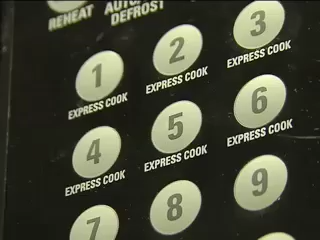 REHEAT
DEFROST
1 2 3
EXPRESS COOK EXPRESS COOK EXPRESS COOK
4 5 6
EXPRESS COOK EXPRESS COOK EXPRESS COOK
7 8 9